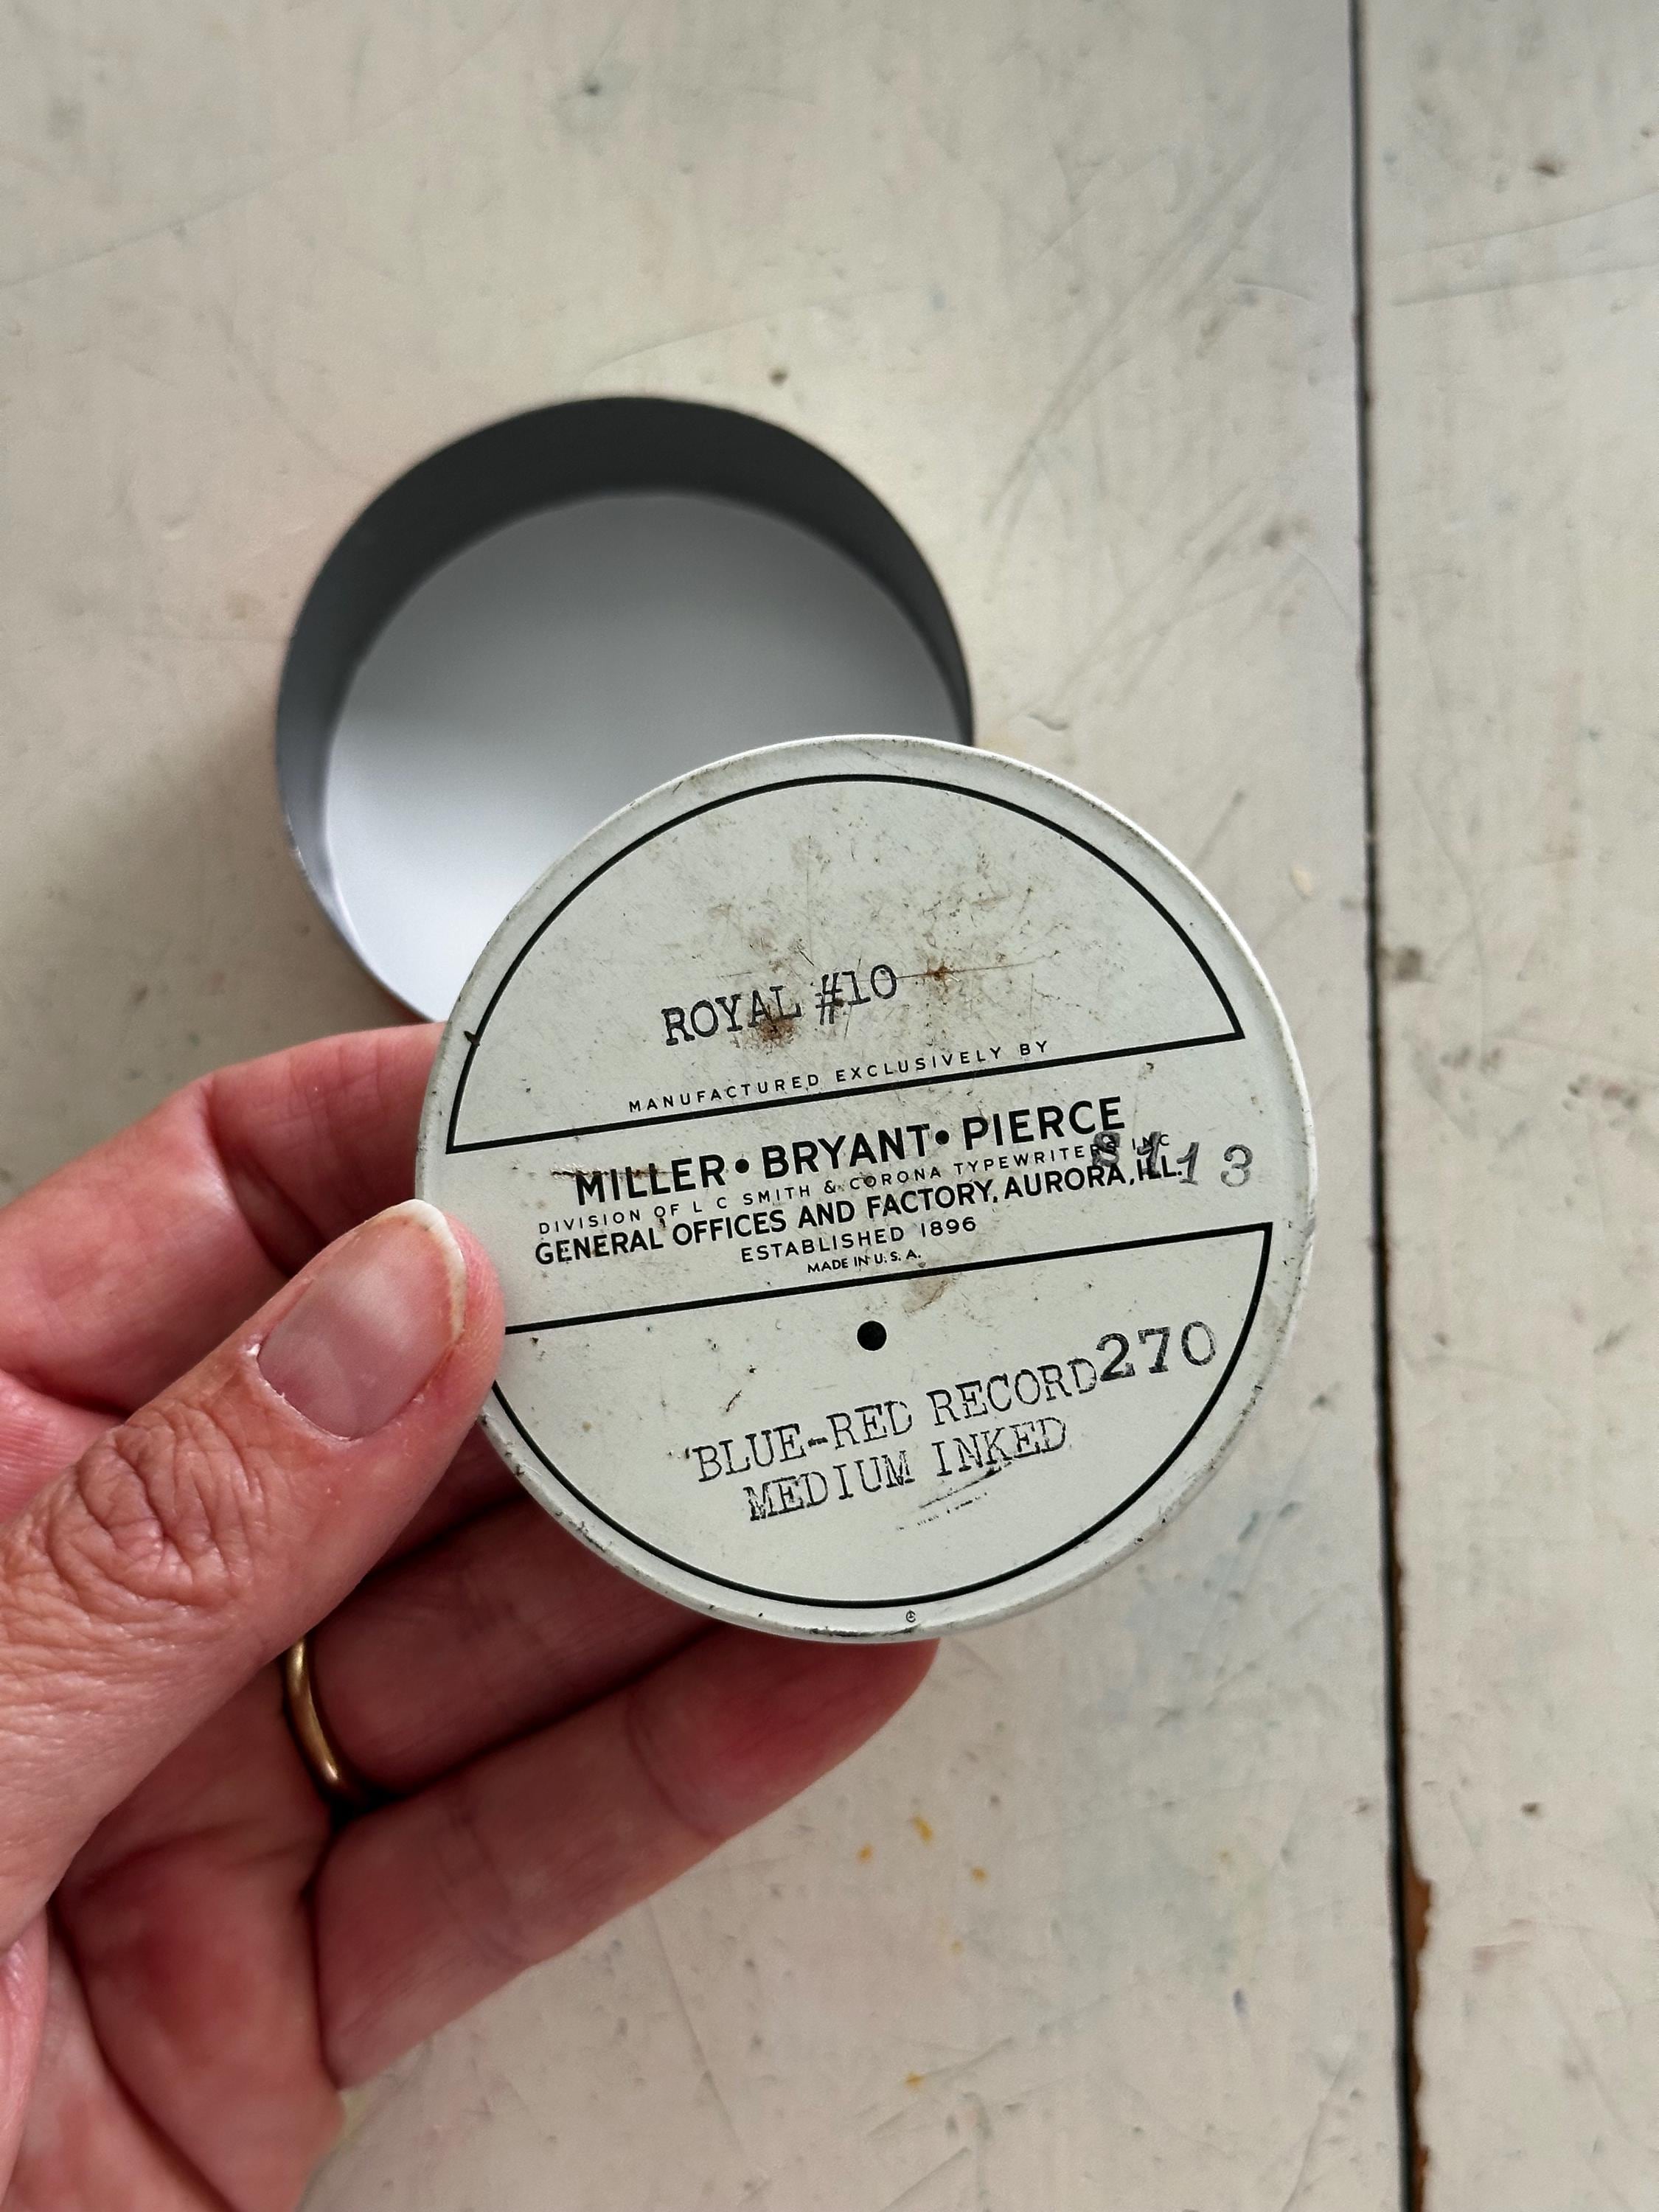 ROYAL #10
MANUFACTURED EXCLUSIVELY BY
MILLER • BRYANT • PIERCE
DIVISION OF L C SMITH & CORONA TYPEWRITERS INC
GENERAL OFFICES AND FACTORY, AURORA, ILL.
113
ESTABLISHED 1896
MADE IN U.S.A.
BLUE-RED RECORD 270
MEDIUM INKED